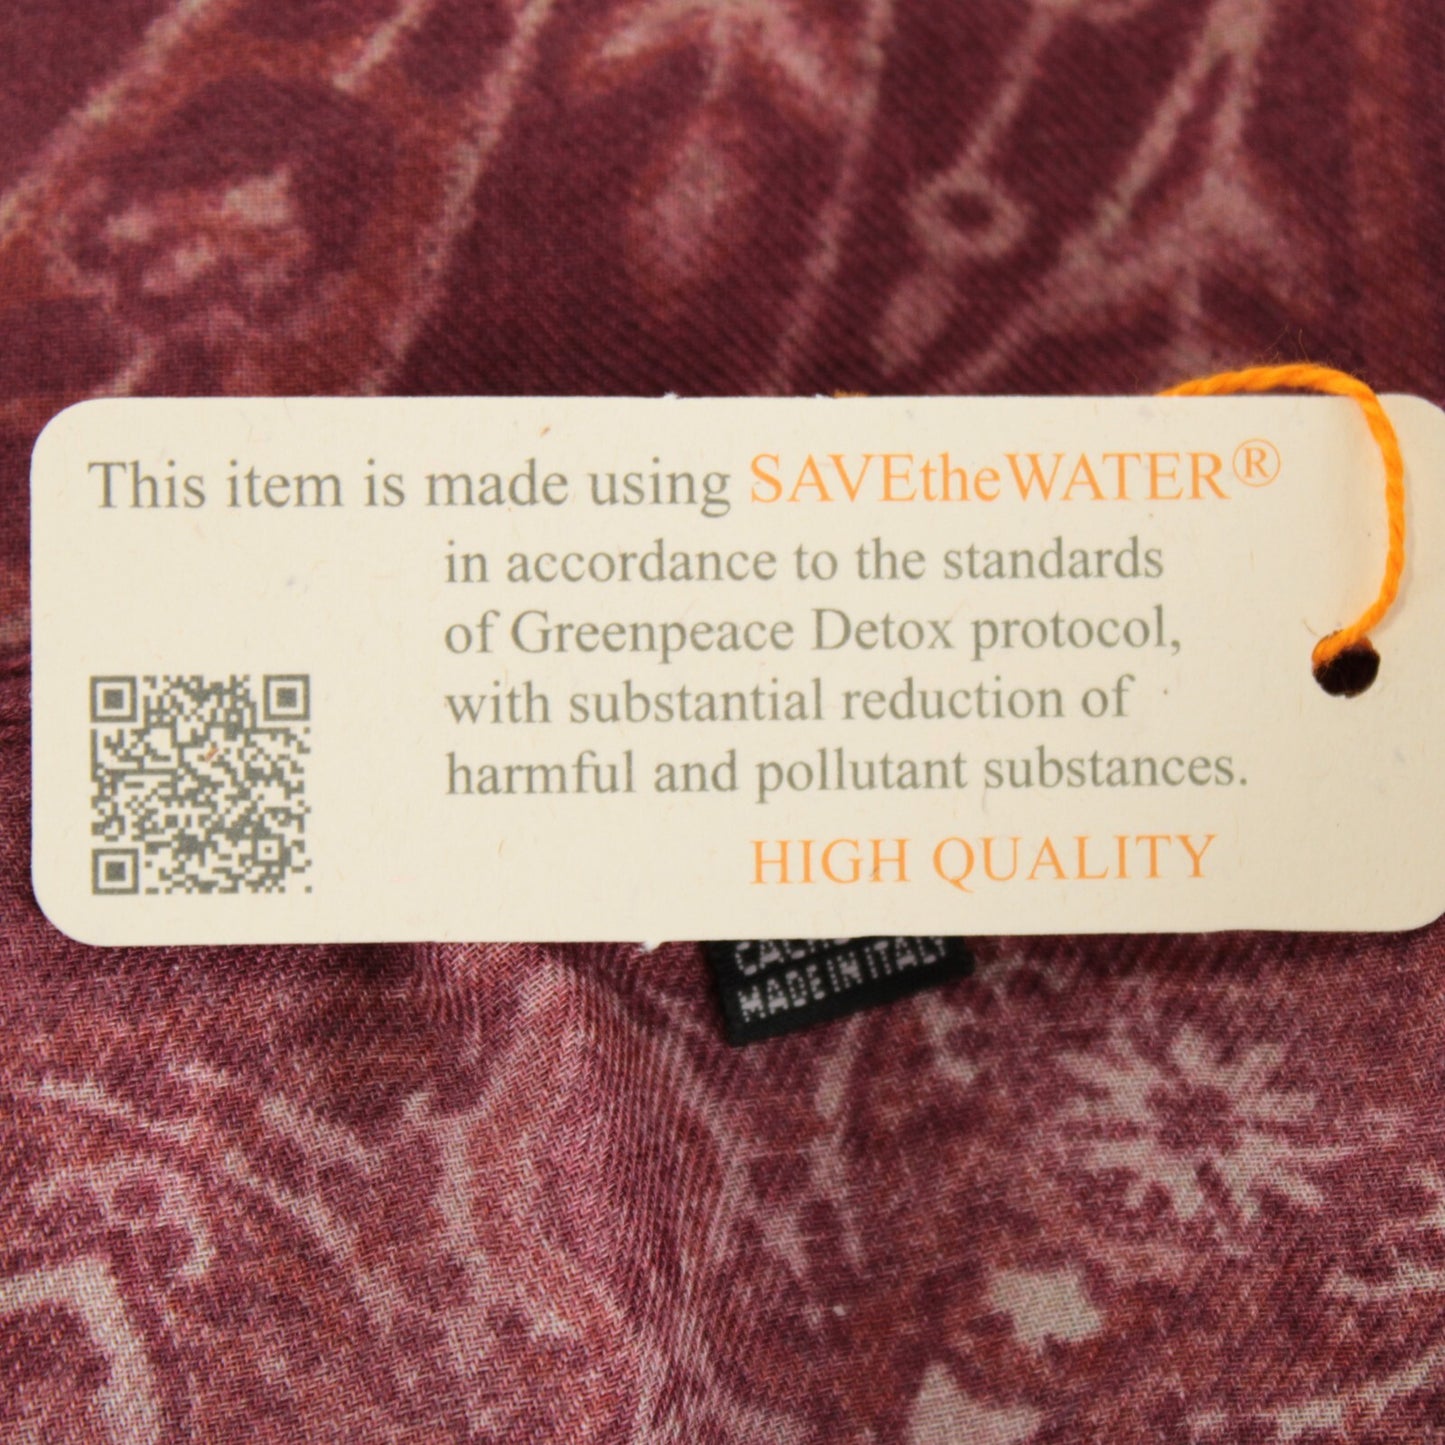 This item is made using SAVEtheWATER®
in accordance to the standards
of Greenpeace Detox protocol,
with substantial reduction of
harmful and pollutant substances.
HIGH QUALITY
MADE IN ITALY